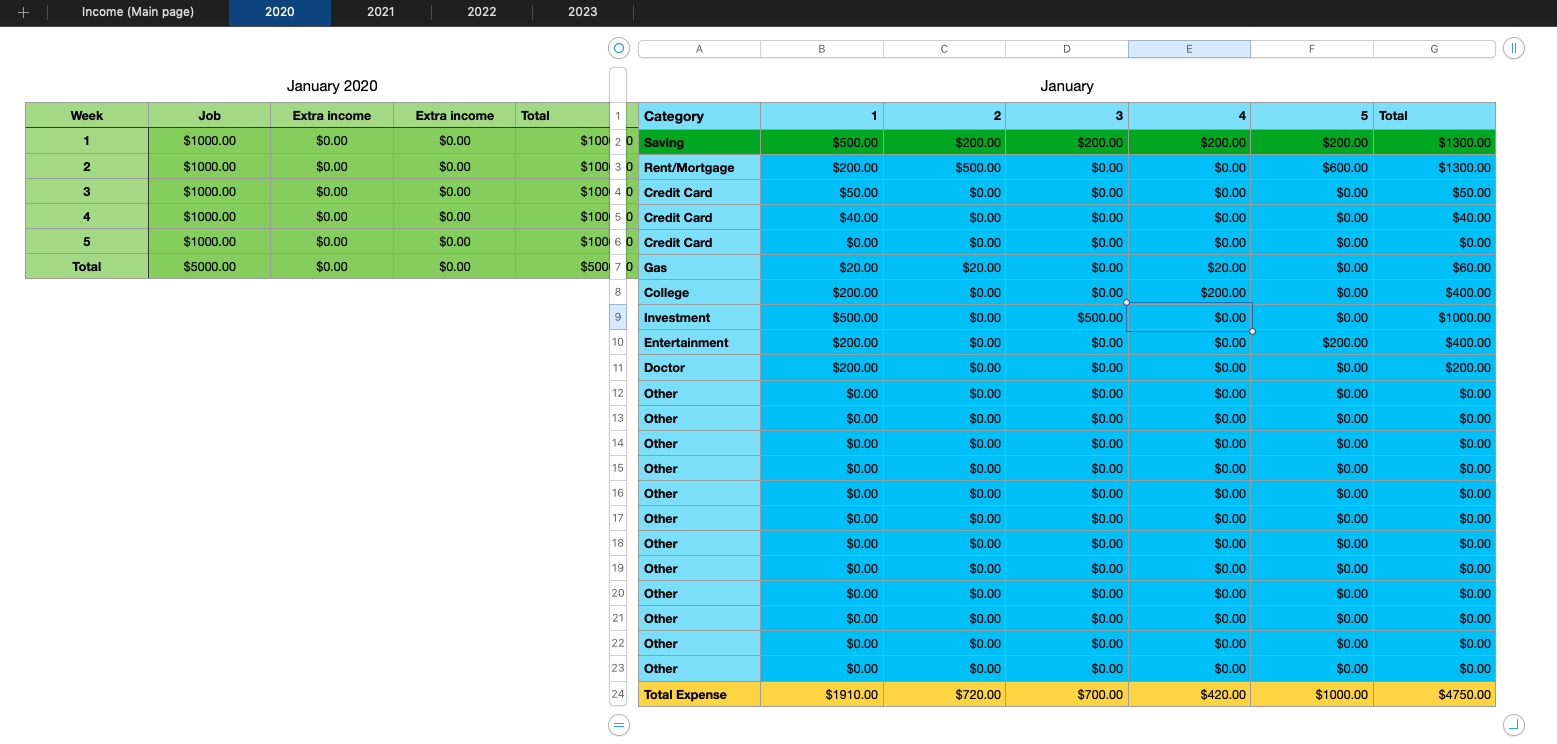 Income (Main page) 2020 2021 2022 2023
A B C D E F G
January 2020
Week Job Extra income Extra income Total
1 $1000.00 $0.00 $0.00 $100 0
2 $1000.00 $0.00 $0.00 $100 0
3 $1000.00 $0.00 $0.00 $100 0
4 $1000.00 $0.00 $0.00 $100 0
5 $1000.00 $0.00 $0.00 $100 0
Total $5000.00 $0.00 $0.00 $500 0
January
1 Category 1 2 3 4 5 Total
2 Saving $500.00 $200.00 $200.00 $200.00 $200.00 $1300.00
3 Rent/Mortgage $200.00 $500.00 $0.00 $0.00 $600.00 $1300.00
4 Credit Card $50.00 $0.00 $0.00 $0.00 $0.00 $50.00
5 Credit Card $40.00 $0.00 $0.00 $0.00 $0.00 $40.00
6 Credit Card $0.00 $0.00 $0.00 $0.00 $0.00 $0.00
7 Gas $20.00 $20.00 $0.00 $20.00 $0.00 $60.00
8 College $200.00 $0.00 $0.00 $200.00 $0.00 $400.00
9 Investment $500.00 $0.00 $500.00 $0.00 $0.00 $1000.00
10 Entertainment $200.00 $0.00 $0.00 $0.00 $200.00 $400.00
11 Doctor $200.00 $0.00 $0.00 $0.00 $0.00 $200.00
12 Other $0.00 $0.00 $0.00 $0.00 $0.00 $0.00
13 Other $0.00 $0.00 $0.00 $0.00 $0.00 $0.00
14 Other $0.00 $0.00 $0.00 $0.00 $0.00 $0.00
15 Other $0.00 $0.00 $0.00 $0.00 $0.00 $0.00
16 Other $0.00 $0.00 $0.00 $0.00 $0.00 $0.00
17 Other $0.00 $0.00 $0.00 $0.00 $0.00 $0.00
18 Other $0.00 $0.00 $0.00 $0.00 $0.00 $0.00
19 Other $0.00 $0.00 $0.00 $0.00 $0.00 $0.00
20 Other $0.00 $0.00 $0.00 $0.00 $0.00 $0.00
21 Other $0.00 $0.00 $0.00 $0.00 $0.00 $0.00
22 Other $0.00 $0.00 $0.00 $0.00 $0.00 $0.00
23 Other $0.00 $0.00 $0.00 $0.00 $0.00 $0.00
24 Total Expense $1910.00 $720.00 $700.00 $420.00 $1000.00 $4750.00